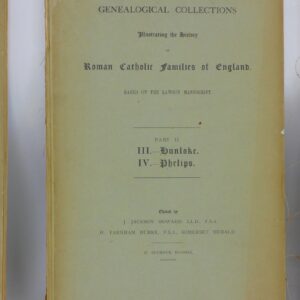 GENEALOGICAL COLLECTIONS
Illustrating the History
of
Roman Catholic Families of England.
BASED ON THE LAWSON MANUSCRIPT.
PART II
III.—Hunloke.
IV.—Phelips.
Edited by
J. JACKSON HOWARD, LL.D., F.S.A.
H. FARNHAM BURKE, F.S.A., SOMERSET HERALD